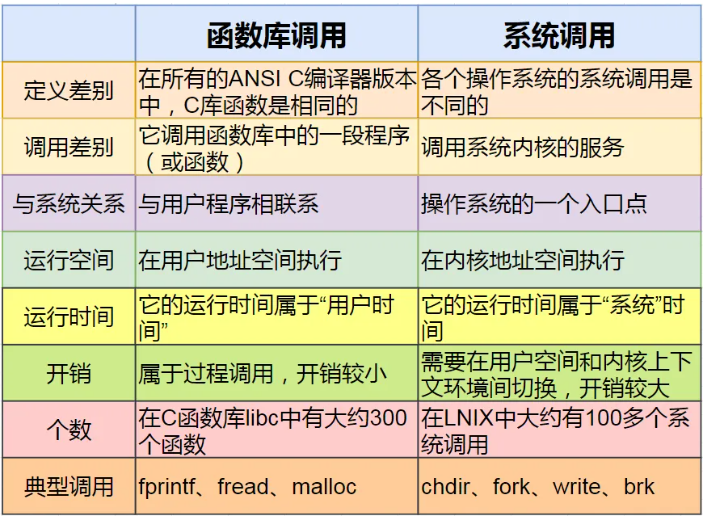 函数库调用 系统调用
定义差别 在所有的ANSI C编译器版本 各个操作系统的系统调用是
中，C库函数是相同的 不同的
调用差别 它调用函数库中的一段程序 调用系统内核的服务
（或函数）
与系统关系 与用户程序相联系 操作系统的一个入口点
运行空间 在用户地址空间执行 在内核地址空间执行
运行时间 它的运行时间属于“用户时 它的运行时间属于“系统”时
间” 间
开销 属于过程调用，开销较小 需要在用户空间和内核上下
文环境间切换，开销较大
个数 在C函数库libc中有大约300 在LNIX中大约有100多个系
个函数 统调用
典型调用 fprintf、fread、malloc chdir、fork、write、brk